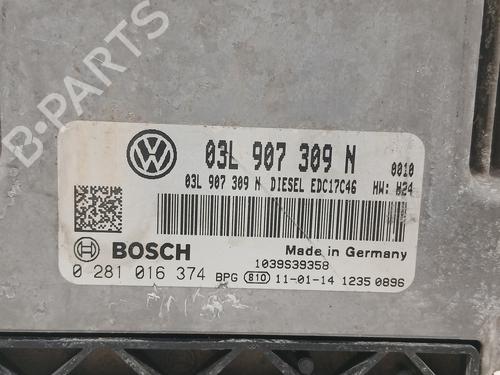 B-PARTS
03L 907 309 N 0010
03L 907 309 N DIESEL EDC17C46 HW: H24
BOSCH Made in Germany
1039S39358
0 281 016 374 BPG 810 11-01-14 1235 0896